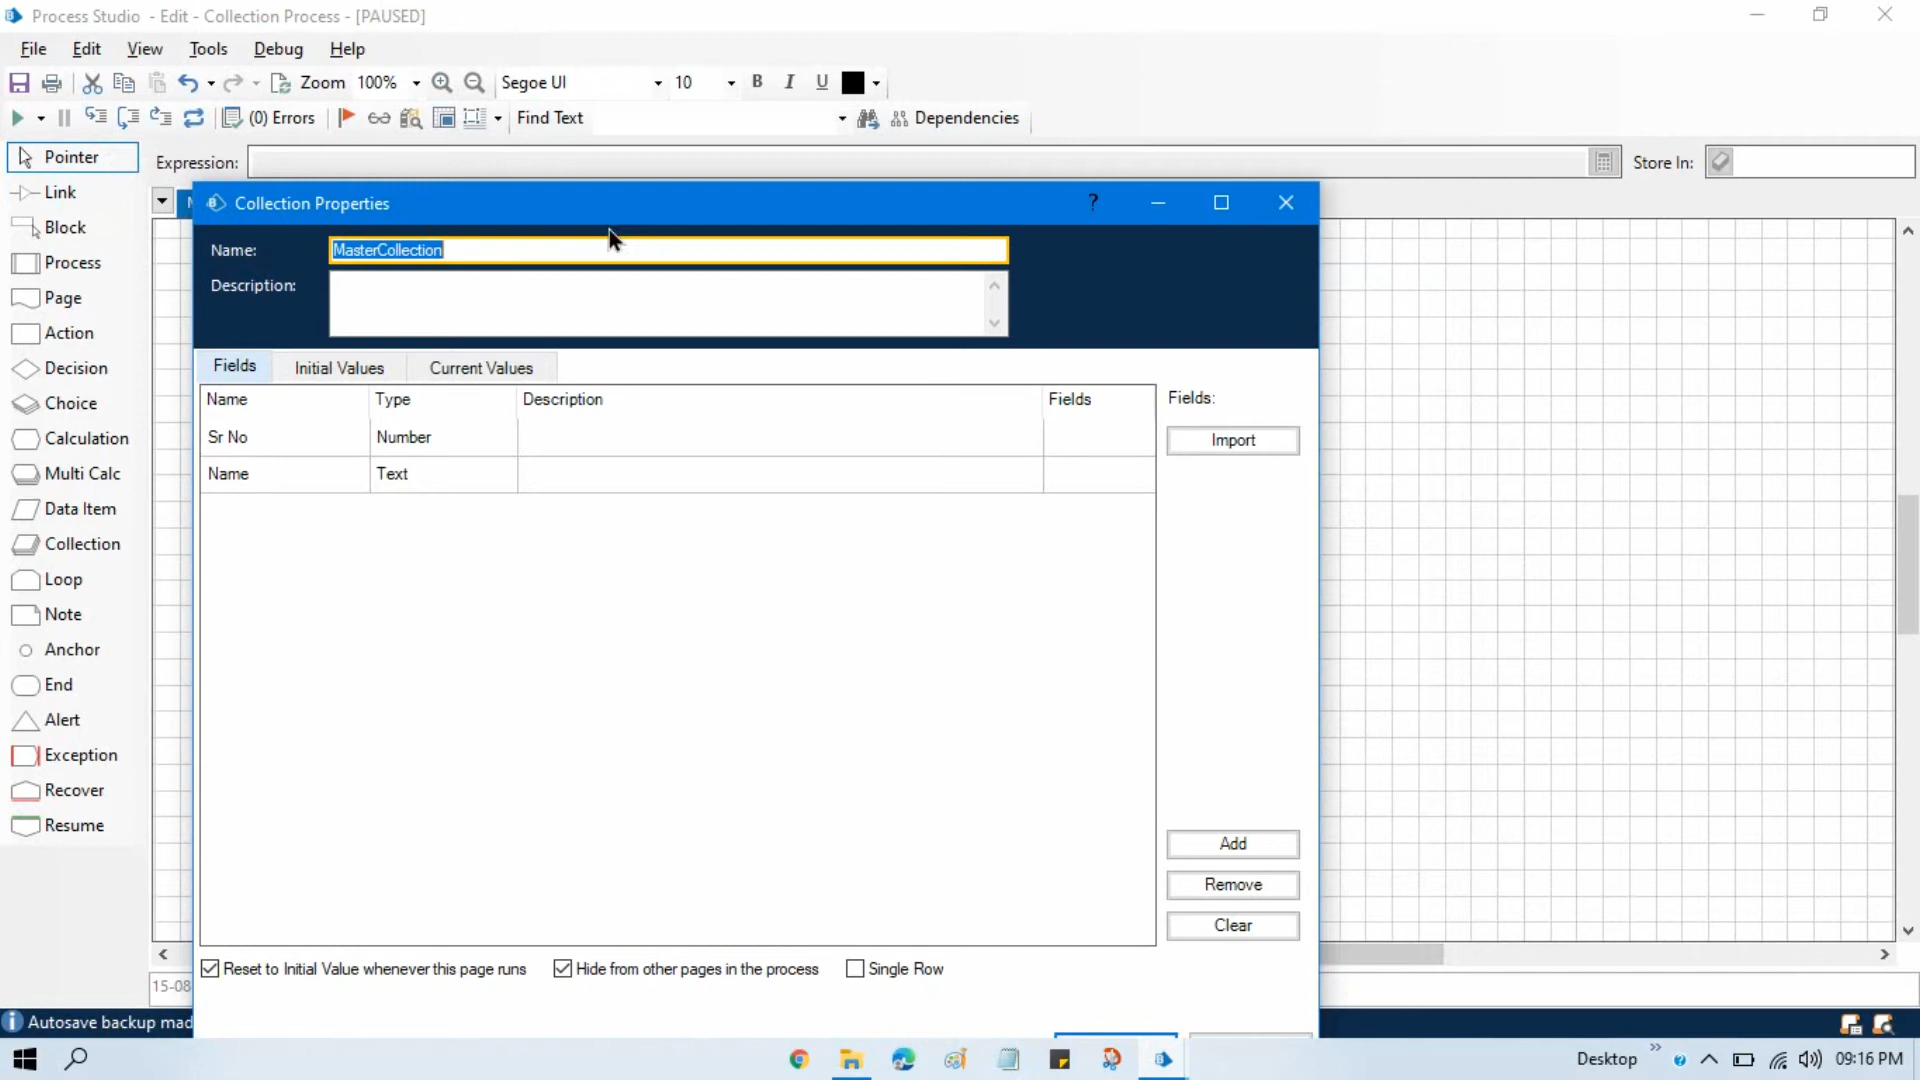 Process Studio - Edit - Collection Process - [PAUSED]
File Edit View Tools Debug Help
Zoom 100% Segoe UI 10 B I U
(0) Errors Find Text Dependencies
Pointer Expression: Store In:
Link
Block
Process
Page
Action
Decision
Choice
Calculation
Multi Calc
Data Item
Collection
Loop
Note
Anchor
End
Alert
Exception
Recover
Resume
Collection Properties ?
Name: MasterCollection
Description:
Fields Initial Values Current Values
Name Type Description Fields Fields:
Sr No Number Import
Name Text
Add
Remove
Clear
Reset to Initial Value whenever this page runs Hide from other pages in the process Single Row
15-08
Autosave backup mad
Desktop 09:16 PM